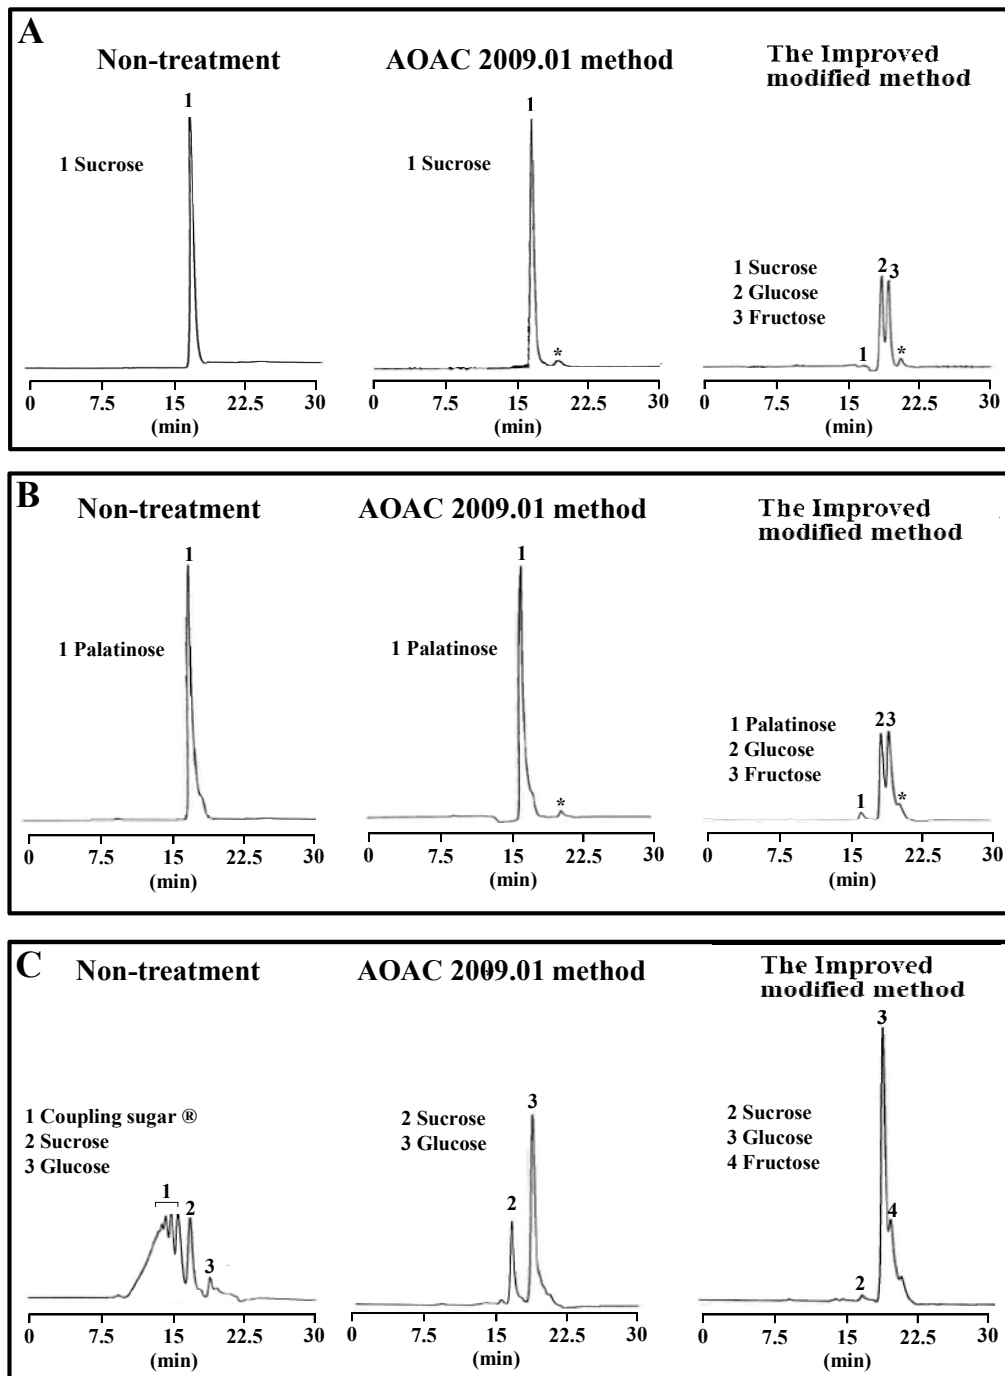 A
Non-treatment
AOAC 2009.01 method
The Improved
modified method
1
1 Sucrose
0 7.5 15 22.5 30
(min)
1
1 Sucrose
*
0 7.5 15 22.5 30
(min)
1 Sucrose
2 Glucose
3 Fructose
2 3
1 *
0 7.5 15 22.5 30
(min)
B
Non-treatment
AOAC 2009.01 method
The Improved
modified method
1
1 Palatinose
0 7.5 15 22.5 30
(min)
1
1 Palatinose
*
0 7.5 15 22.5 30
(min)
1 Palatinose
2 Glucose
3 Fructose
23
1 *
0 7.5 15 22.5 30
(min)
C
Non-treatment
AOAC 2009.01 method
The Improved
modified method
1 Coupling sugar ®
2 Sucrose
3 Glucose
1 2
3
0 7.5 15 22.5 30
(min)
2 Sucrose
3 Glucose
3
2
0 7.5 15 22.5 30
(min)
3
2 Sucrose
3 Glucose
4 Fructose
4
2
0 7.5 15 22.5 30
(min)